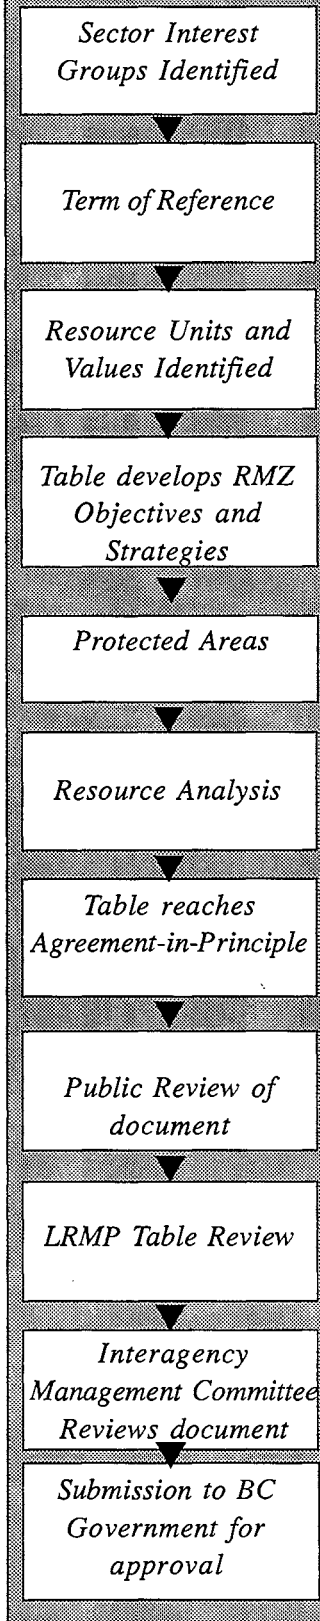 Sector Interest
Groups Identified
Term of Reference
Resource Units and
Values Identified
Table develops RMZ
Objectives and
Strategies
Protected Areas
Resource Analysis
Table reaches
Agreement-in-Principle
Public Review of
document
LRMP Table Review
Interagency
Management Committee
Reviews document
Submission to BC
Government for
approval